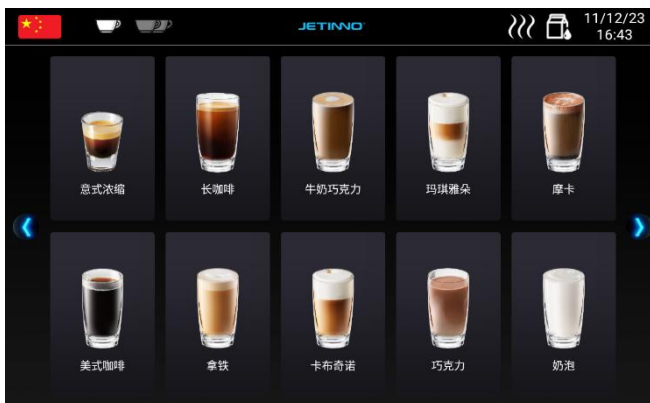 JETINNO
11/12/23
16:43
意式浓缩
长咖啡
牛奶巧克力
玛琪雅朵
摩卡
美式咖啡
拿铁
卡布奇诺
巧克力
奶泡